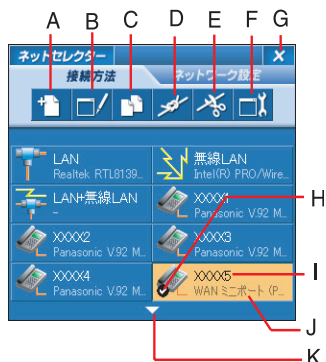 A B C D E F G
ネットセレクター X
接続方法 ネットワーク設定
LAN
Realtek RTL8139...
無線LAN
Intel(R) PRO/Wire...
LAN+無線LAN
-
XXXX1
Panasonic V.92 M...
XXXX2
Panasonic V.92 M...
XXXX3
Panasonic V.92 M...
XXXX4
Panasonic V.92 M...
XXXX5
WAN ミニポート (P...
H
I
J
K